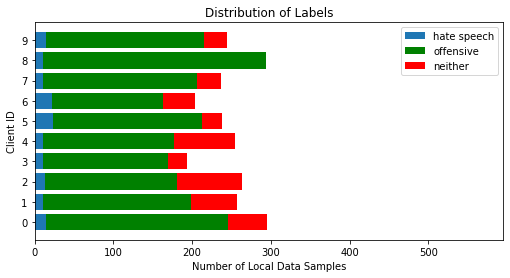 Distribution of Labels
hate speech
offensive
neither
Client ID
9
8
7
6
5
4
3
2
1
0
0 100 200 300 400 500
Number of Local Data Samples